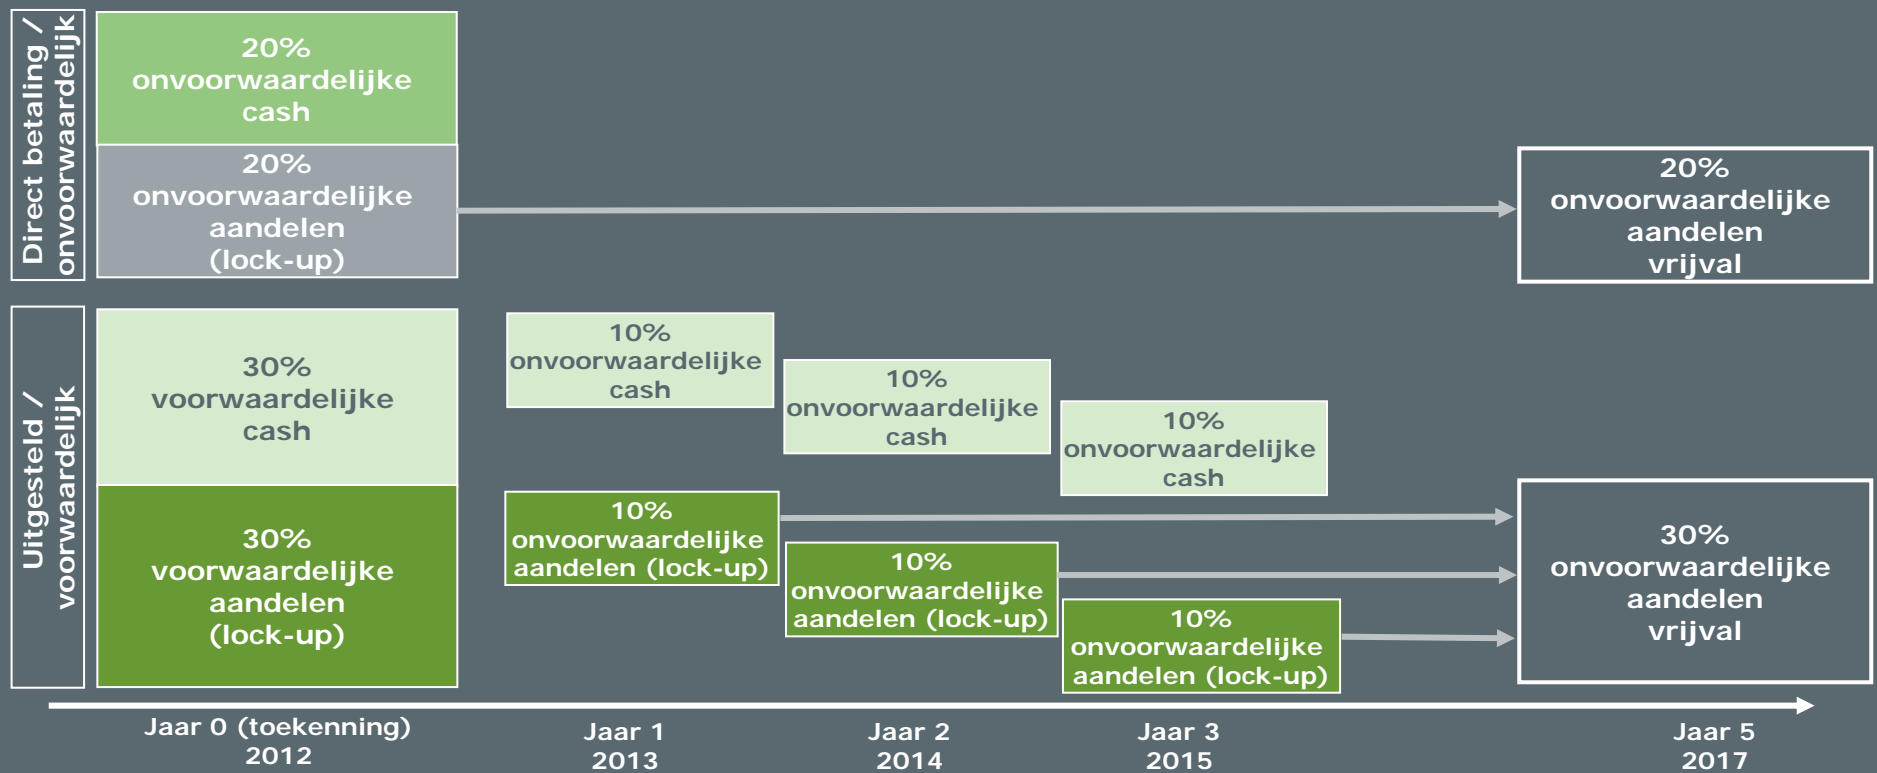 Direct betaling /
onvoorwaardelijk
20%
onvoorwaardelijke
cash
20%
onvoorwaardelijke
aandelen
(lock-up)
20%
onvoorwaardelijke
aandelen
vrijval
Uitgesteld /
voorwaardelijk
30%
voorwaardelijke
cash
30%
voorwaardelijke
aandelen
(lock-up)
10%
onvoorwaardelijke
cash
10%
onvoorwaardelijke
cash
10%
onvoorwaardelijke
cash
10%
onvoorwaardelijke
aandelen (lock-up)
10%
onvoorwaardelijke
aandelen (lock-up)
10%
onvoorwaardelijke
aandelen (lock-up)
30%
onvoorwaardelijke
aandelen
vrijval
Jaar 0 (toekenning)
2012
Jaar 1
2013
Jaar 2
2014
Jaar 3
2015
Jaar 5
2017